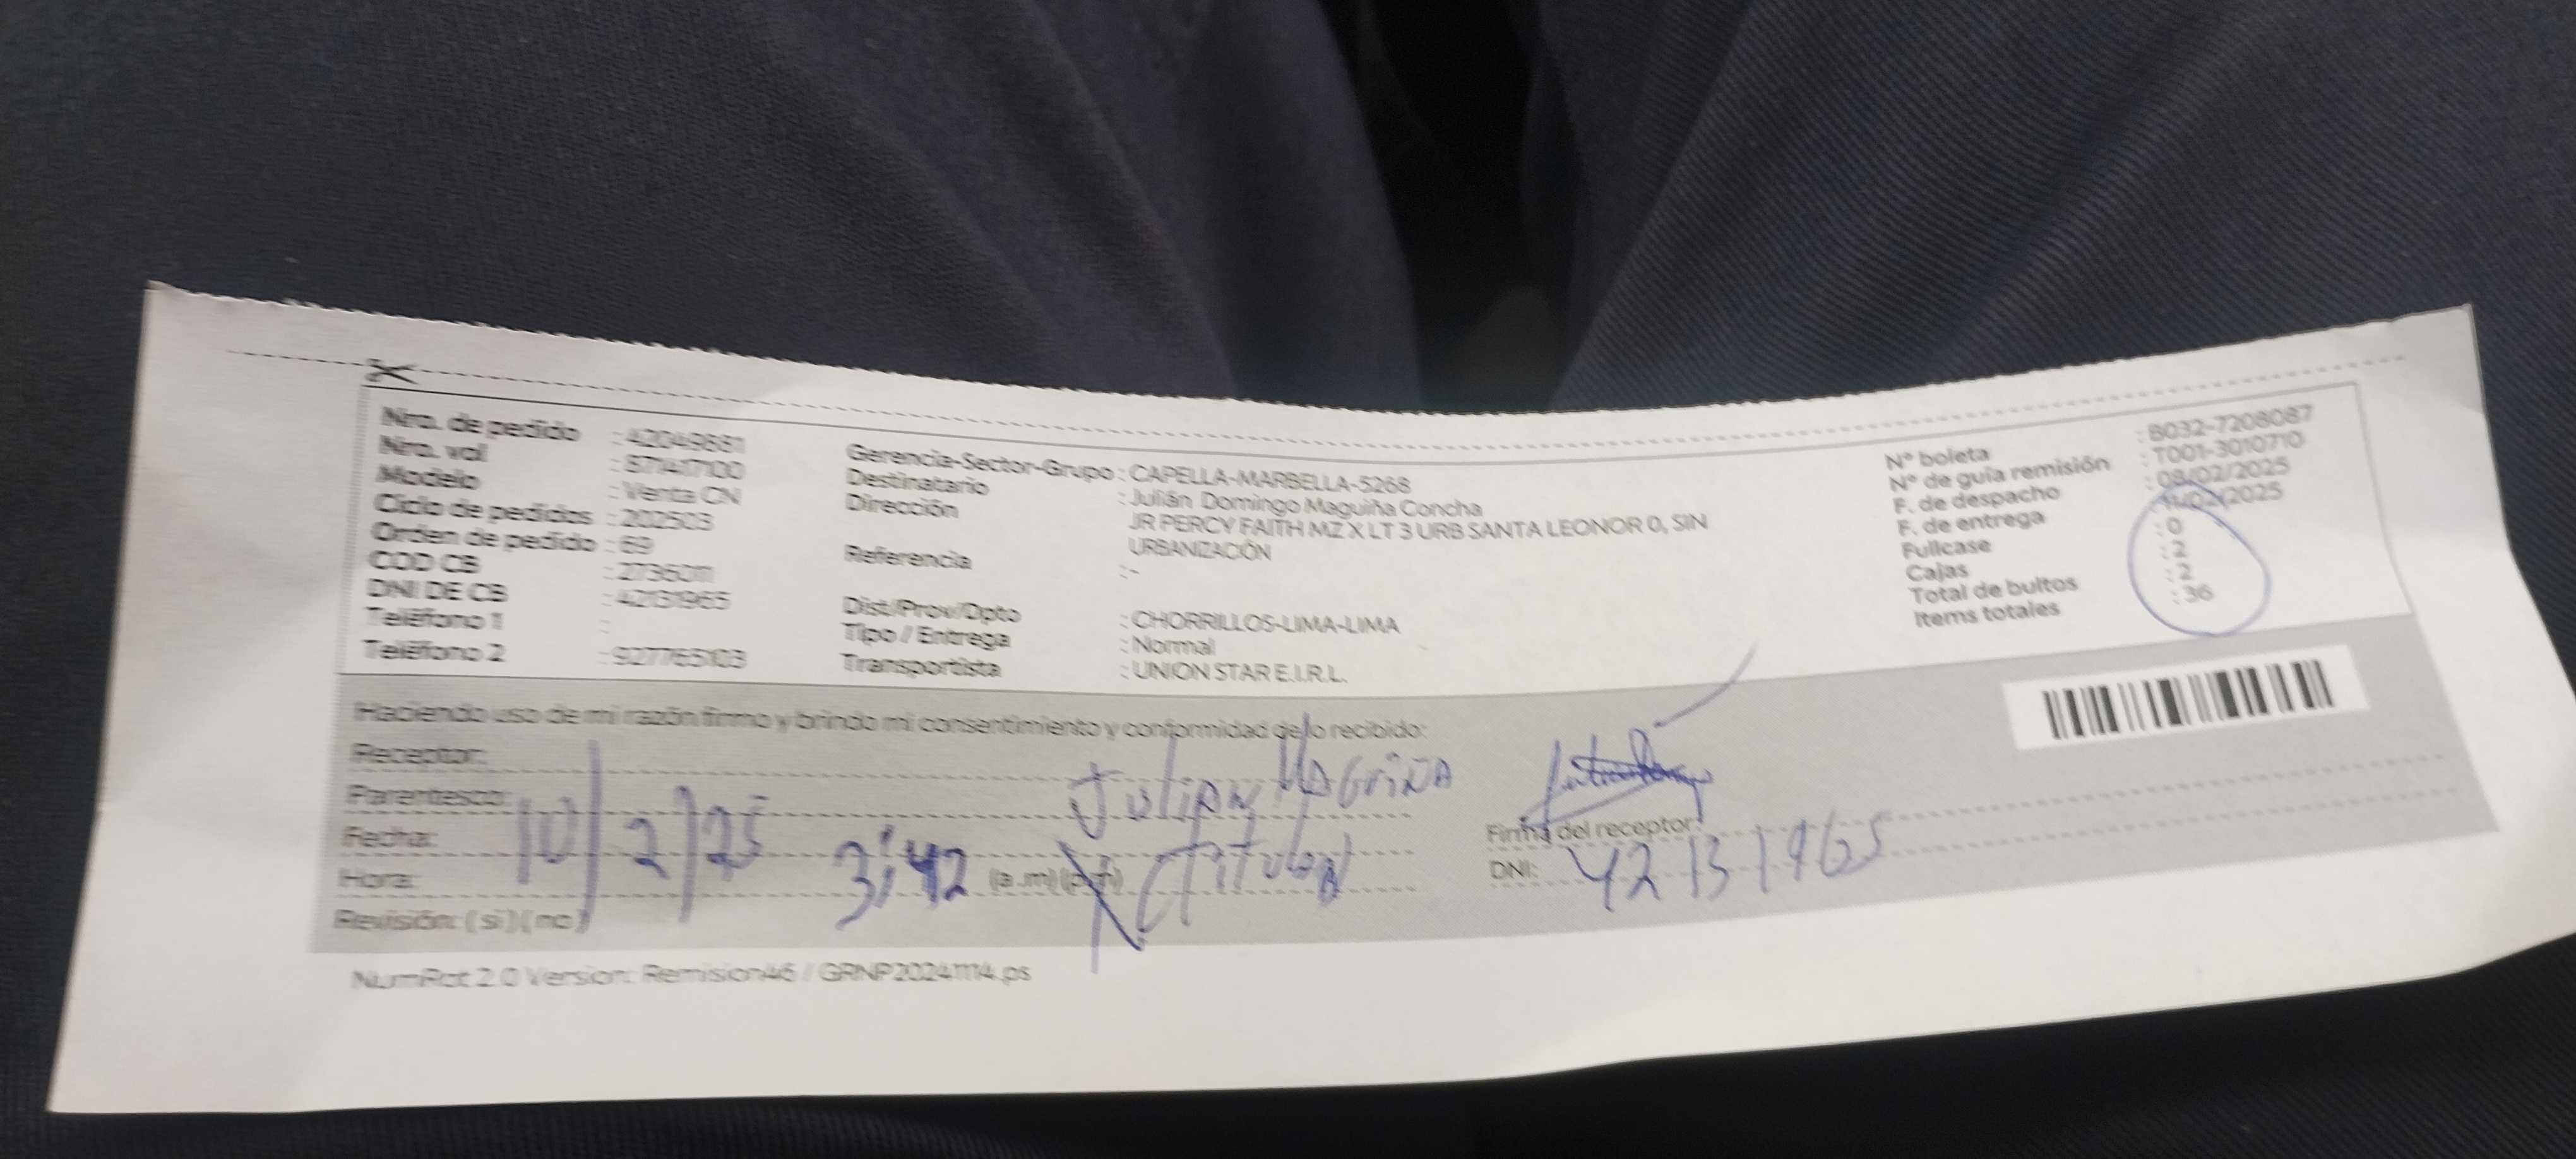 Nro. de pedido : 42049881
Nro. vol : 871417100
Modelo : Venta CN
Ciclo de pedidos : 202503
Orden de pedido : 69
COD CB : 2736011
DNI DE CB : 42131965
Teléfono 1 :
Teléfono 2 : 927765103
Gerencia-Sector-Grupo : CAPELLA-MARBELLA-5268
Destinatario : Julián Domingo Maguiña Concha
Dirección JR PERCY FAITH MZ X LT 3 URB SANTA LEONOR 0, SIN
URBANIZACIÓN
Referencia :-
Dist/Prov/Dpto : CHORRILLOS-LIMA-LIMA
Tipo / Entrega : Normal
Transportista : UNION STAR E.I.R.L.
N° boleta : B032-7208087
N° de guía remisión : T001-3010710
F. de despacho : 08/02/2025
F. de entrega 11/02/2025
Fullcase : 0
Cajas : 2
Total de bultos : 2
Items totales : 36
Haciendo uso de mi razón firmo y brindo mi consentimiento y conformidad de lo recibido:
Receptor: Julian Maguiña
Parentesco: Titular
Fecha: 10/2/25
Hora: 3:42 (a.m) (p.m)
Revisión: ( si ) ( no )
Firma del receptor:
DNI: 42131965
NumRot 2.0 Version: Remision46 / GRNP20241114.ps